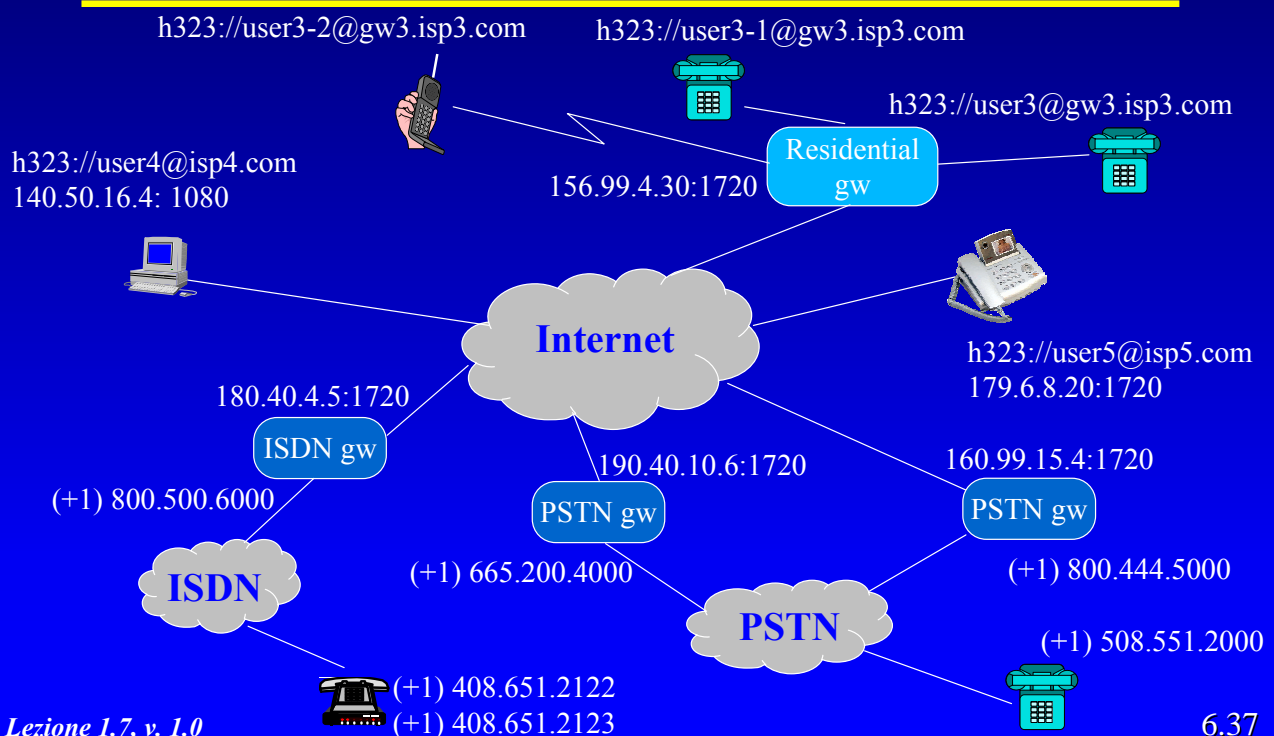 h323://user3-2@gw3.isp3.com
h323://user3-1@gw3.isp3.com
h323://user3@gw3.isp3.com
h323://user4@isp4.com
140.50.16.4: 1080
Residential
gw
156.99.4.30:1720
Internet
h323://user5@isp5.com
179.6.8.20:1720
180.40.4.5:1720
ISDN gw
190.40.10.6:1720
160.99.15.4:1720
(+1) 800.500.6000
PSTN gw
PSTN gw
(+1) 665.200.4000
(+1) 800.444.5000
ISDN
PSTN
(+1) 508.551.2000
(+1) 408.651.2122
(+1) 408.651.2123
Lezione 1.7, v. 1.0
6.37